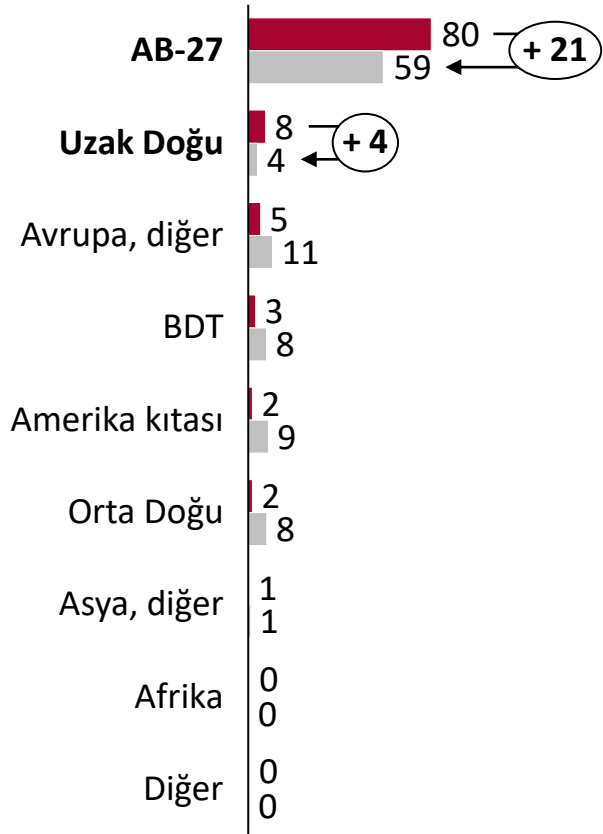 AB-27
80
59
+ 21
Uzak Doğu
8
4
+ 4
Avrupa, diğer
5
11
BDT
3
8
Amerika kıtası
2
9
Orta Doğu
2
8
Asya, diğer
1
1
Afrika
0
0
Diğer
0
0